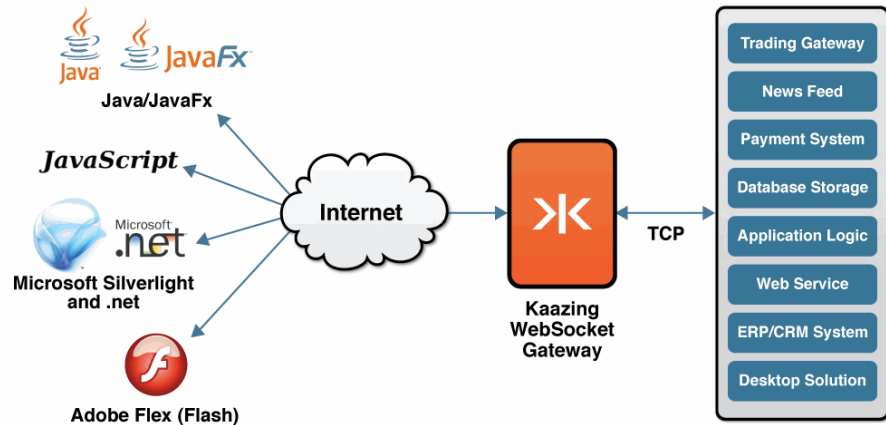 Java
JavaFx
Java/JavaFx
JavaScript
Microsoft
.net
Microsoft Silverlight
and .net
Adobe Flex (Flash)
Internet
Kaazing
WebSocket
Gateway
TCP
Trading Gateway
News Feed
Payment System
Database Storage
Application Logic
Web Service
ERP/CRM System
Desktop Solution